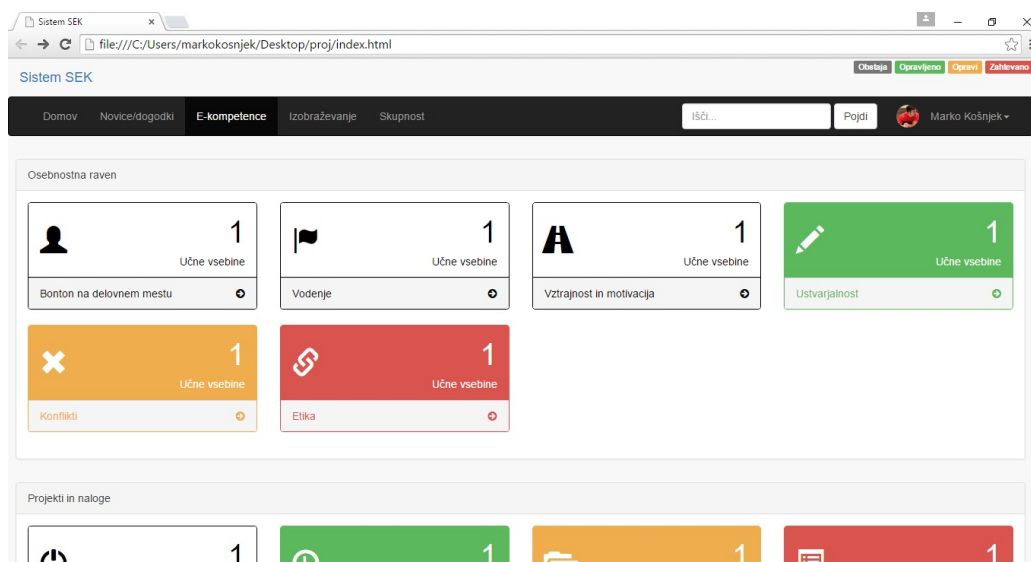 Sistem SEK
file:///C:/Users/markokosnjek/Desktop/proj/index.html
Sistem SEK
Obstaja Opravljeno Opravi Zahtevano
Domov Novice/dogodki E-kompetence Izobraževanje Skupnost Išči... Pojdi Marko Košnjek
Osebnostna raven
1 1 1 1
Učne vsebine Učne vsebine Učne vsebine Učne vsebine
Bonton na delovnem mestu Vodenje Vztrajnost in motivacija Ustvarjalnost
1 1
Učne vsebine Učne vsebine
Konflikti Etika
Projekti in naloge
1 1 1 1